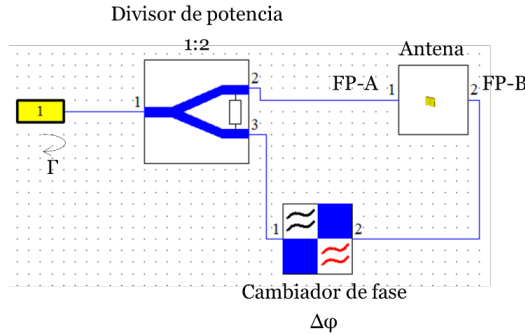 Divisor de potencia
1:2
Antena
1
1
2
3
FP-A
1
2
FP-B
Γ
1
2
Cambiador de fase
Δφ